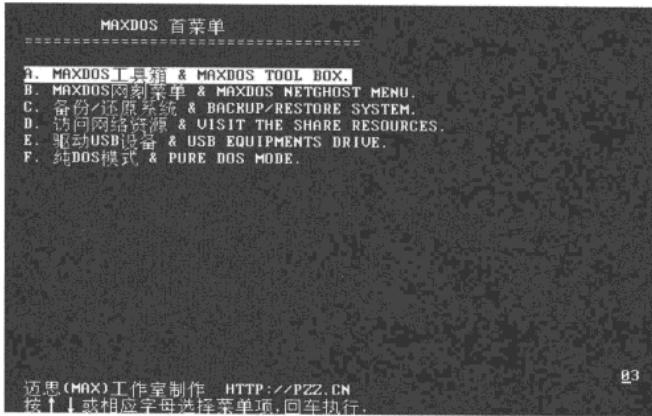 MAXDOS 首菜单
====================================
A. MAXDOS工具箱 & MAXDOS TOOL BOX.
B. MAXDOS网刻菜单 & MAXDOS NETGHOST MENU.
C. 备份/还原系统 & BACKUP/RESTORE SYSTEM.
D. 访问网络资源 & VISIT THE SHARE RESOURCES.
E. 驱动USB设备 & USB EQUIPMENTS DRIVE.
F. 纯DOS模式 & PURE DOS MODE.
03
迈思(MAX)工作室制作 HTTP://PZZ.CN
按↑↓或相应字母选择菜单项,回车执行.